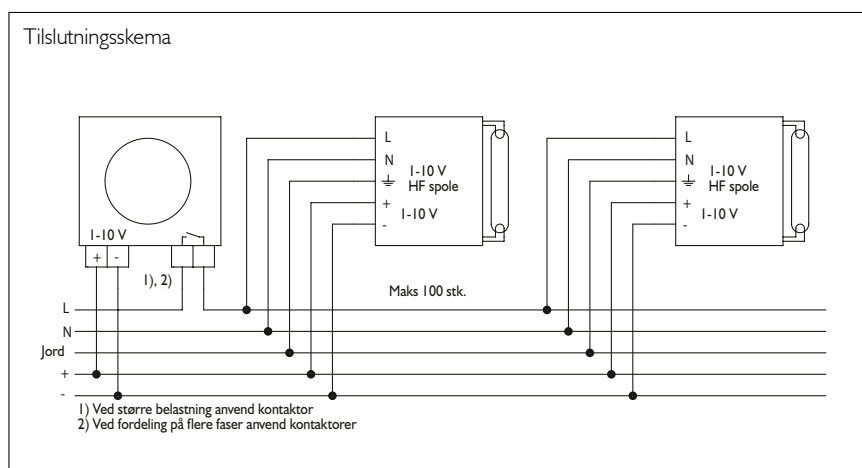 Tilslutningsskema
L
N
+
-
1-10 V
HF spole
1-10 V
L
N
+
-
1-10 V
HF spole
1-10 V
1-10 V
+ -
1), 2)
Maks 100 stk.
L
N
Jord
+
-
1) Ved større belastning anvend kontaktor
2) Ved fordeling på flere faser anvend kontaktorer